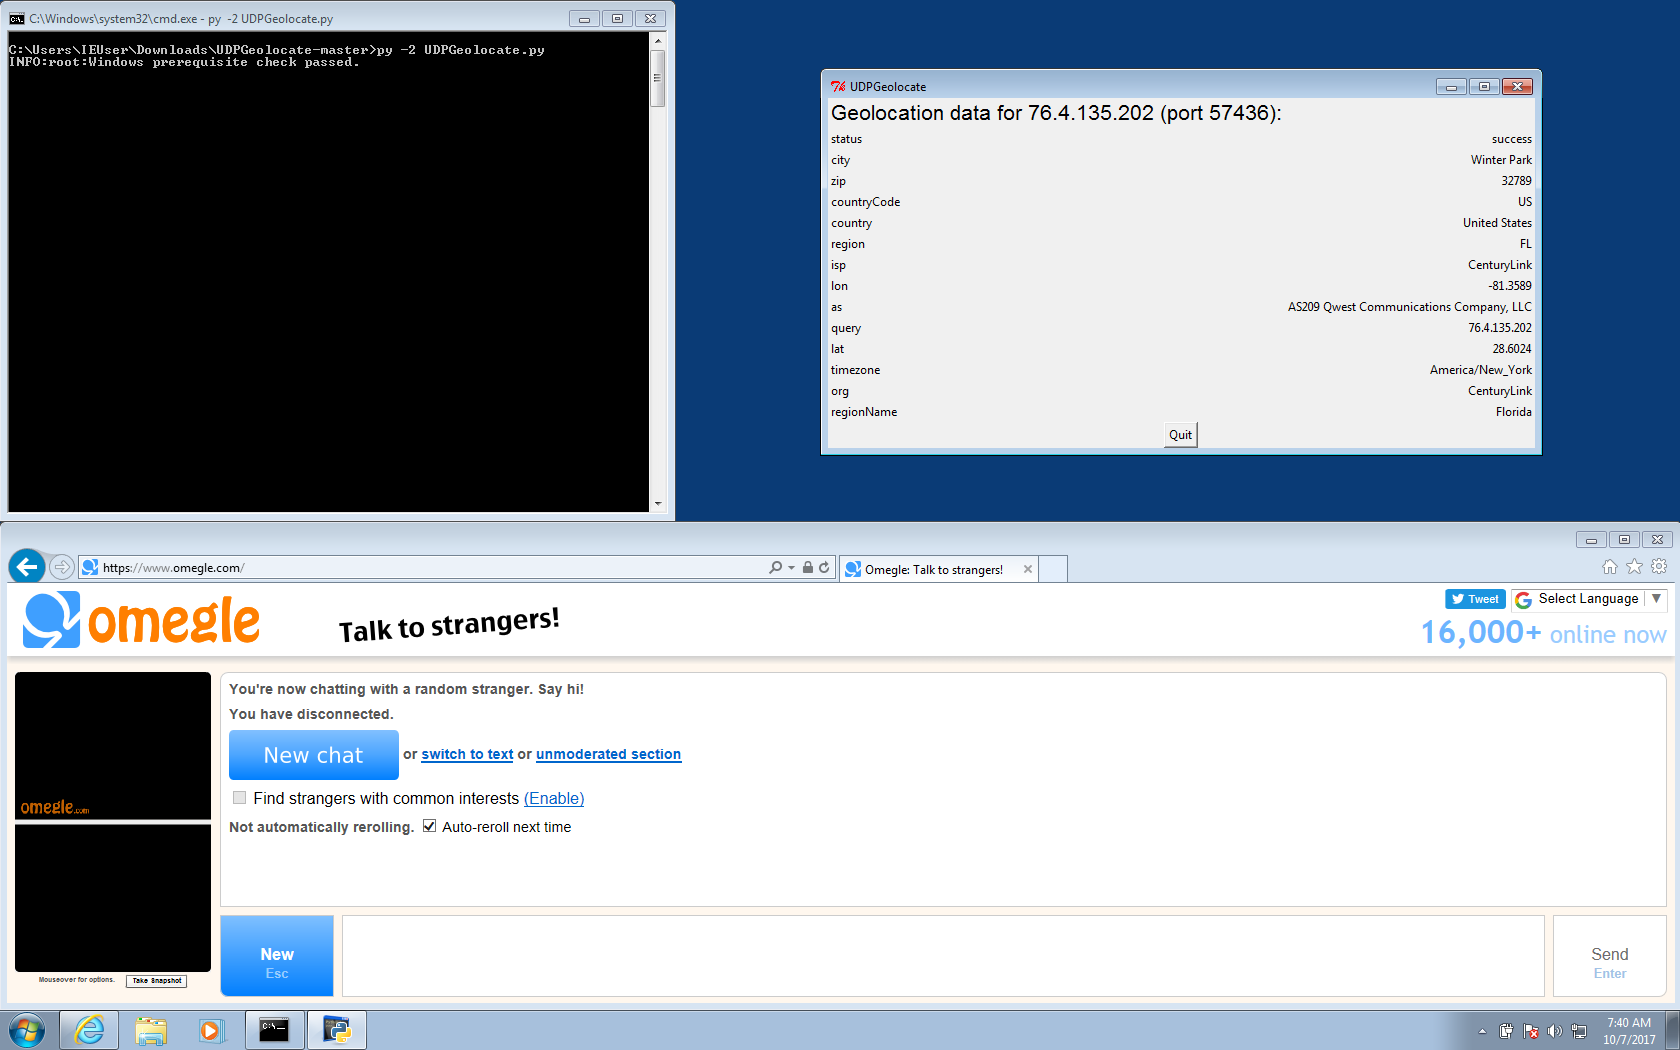 C:\Windows\system32\cmd.exe - py  -2 UDPGeolocate.py
C:\Users\IEUser\Downloads\UDPGeolocate-master>py -2 UDPGeolocate.py
INFO:root:Windows prerequisite check passed.
UDPGeolocate
Geolocation data for 76.4.135.202 (port 57436):
status success
city Winter Park
zip 32789
countryCode US
country United States
region FL
isp CenturyLink
lon -81.3589
as AS209 Qwest Communications Company, LLC
query 76.4.135.202
lat 28.6024
timezone America/New_York
org CenturyLink
regionName Florida
Quit
https://www.omegle.com/
Omegle: Talk to strangers!
omegle
Talk to strangers!
Tweet
Select Language
16,000+ online now
You're now chatting with a random stranger. Say hi!
You have disconnected.
New chat or switch to text or unmoderated section
Find strangers with common interests (Enable)
Not automatically rerolling. Auto-reroll next time
omegle.com
Mouseover for options. Take Snapshot
New
Esc
Send
Enter
C:\_
7:40 AM
10/7/2017